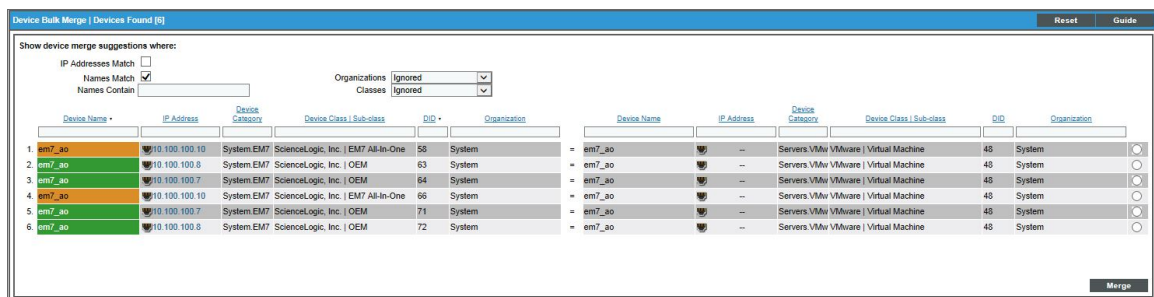 Device Bulk Merge | Devices Found [6] Reset Guide
Show device merge suggestions where:
IP Addresses Match
Names Match Organizations Ignored
Names Contain Classes Ignored
Device Name IP Address Device Category Device Class | Sub-class DID Organization Device Name IP Address Device Category Device Class | Sub-class DID Organization
1. em7_ao 10.100.100.10 System.EM7 ScienceLogic, Inc. | EM7 All-In-One 58 System = em7_ao -- Servers.VMw VMware | Virtual Machine 48 System
2. em7_ao 10.100.100.8 System.EM7 ScienceLogic, Inc. | OEM 63 System = em7_ao -- Servers.VMw VMware | Virtual Machine 48 System
3. em7_ao 10.100.100.7 System.EM7 ScienceLogic, Inc. | OEM 64 System = em7_ao -- Servers.VMw VMware | Virtual Machine 48 System
4. em7_ao 10.100.100.10 System.EM7 ScienceLogic, Inc. | EM7 All-In-One 66 System = em7_ao -- Servers.VMw VMware | Virtual Machine 48 System
5. em7_ao 10.100.100.7 System.EM7 ScienceLogic, Inc. | OEM 71 System = em7_ao -- Servers.VMw VMware | Virtual Machine 48 System
6. em7_ao 10.100.100.8 System.EM7 ScienceLogic, Inc. | OEM 72 System = em7_ao -- Servers.VMw VMware | Virtual Machine 48 System
Merge